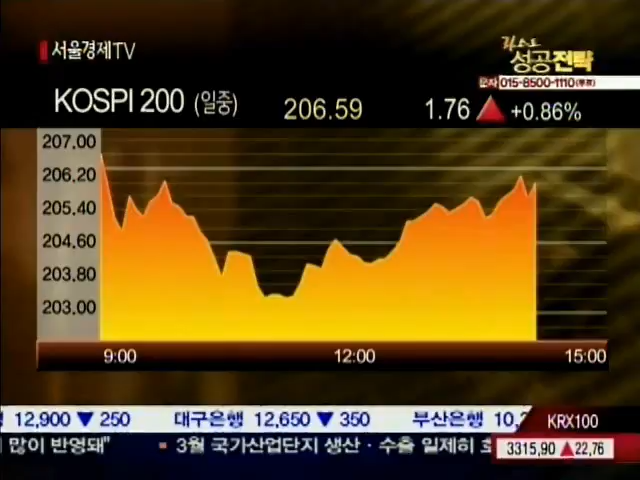 서울경제TV
성공전략
문자 015-8500-1110
KOSPI 200 (일중) 206.59 1.76 ▲ +0.86%
207.00
206.20
205.40
204.60
203.80
203.00
9:00 12:00 15:00
12,900 ▼ 250 대구은행 12,650 ▼ 350 부산은행 10,
KRX100
많이 반영돼" ▪ 3월 국가산업단지 생산·수출 일제히
3315.90 ▲ 22.76